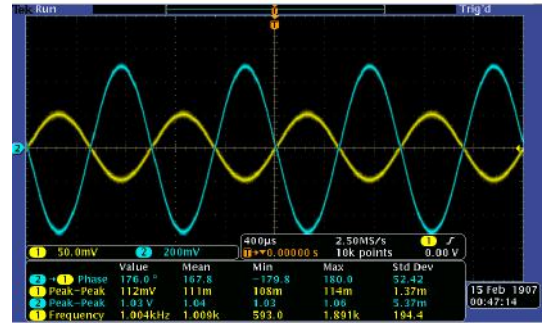 Tek Run Trig'd
T
2
400µs 2.50MS/s 1
1 50.0mV 2 200mV T→▼0.00000 s 10k points 0.00 V
Value Mean Min Max Std Dev
2 → 1 Phase 176.0° 167.8 -179.8 180.0 52.42
1 Peak-Peak 112mV 111m 108m 114m 1.37m
2 Peak-Peak 1.03 V 1.04 1.03 1.06 5.37m
1 Frequency 1.004kHz 1.009k 593.0 1.891k 194.4
15 Feb 1907
00:47:14